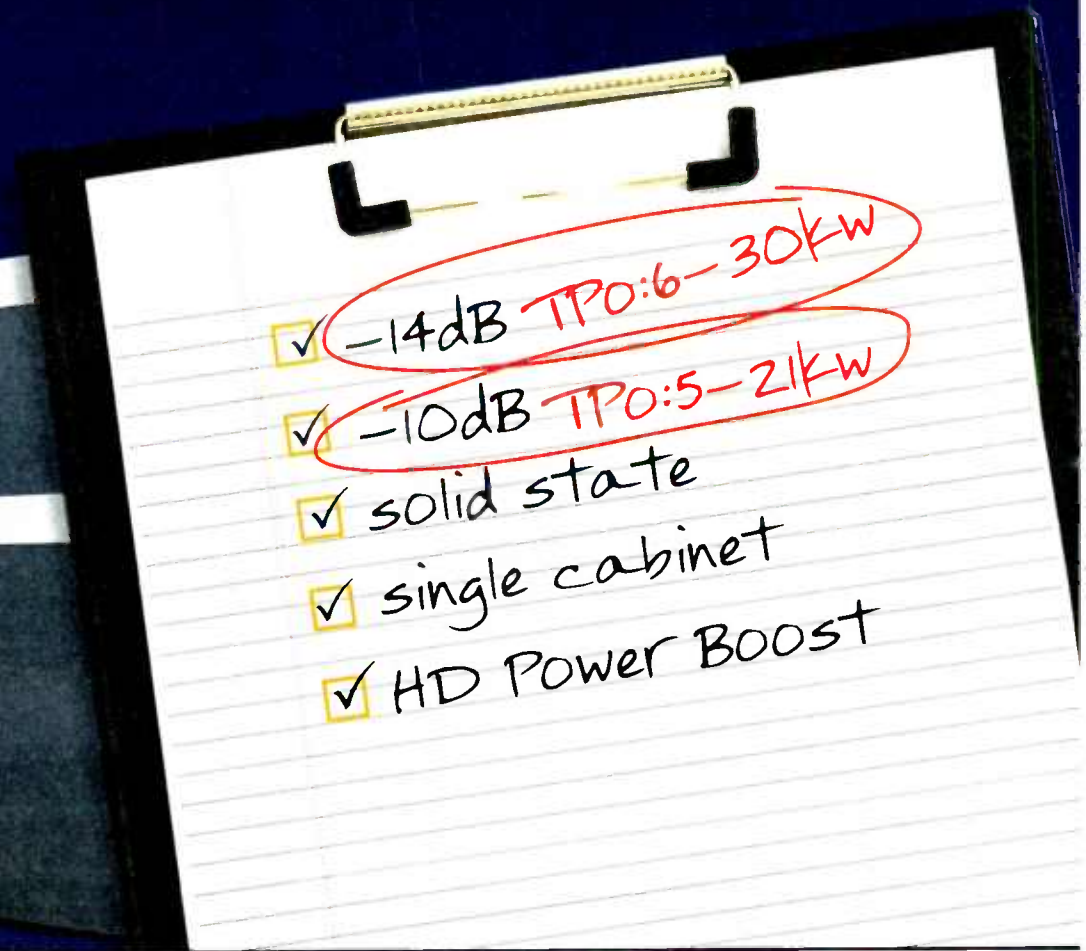 -14dB TPO:6-30kW
-10dB TPO:5-21kW
solid state
single cabinet
HD Power Boost